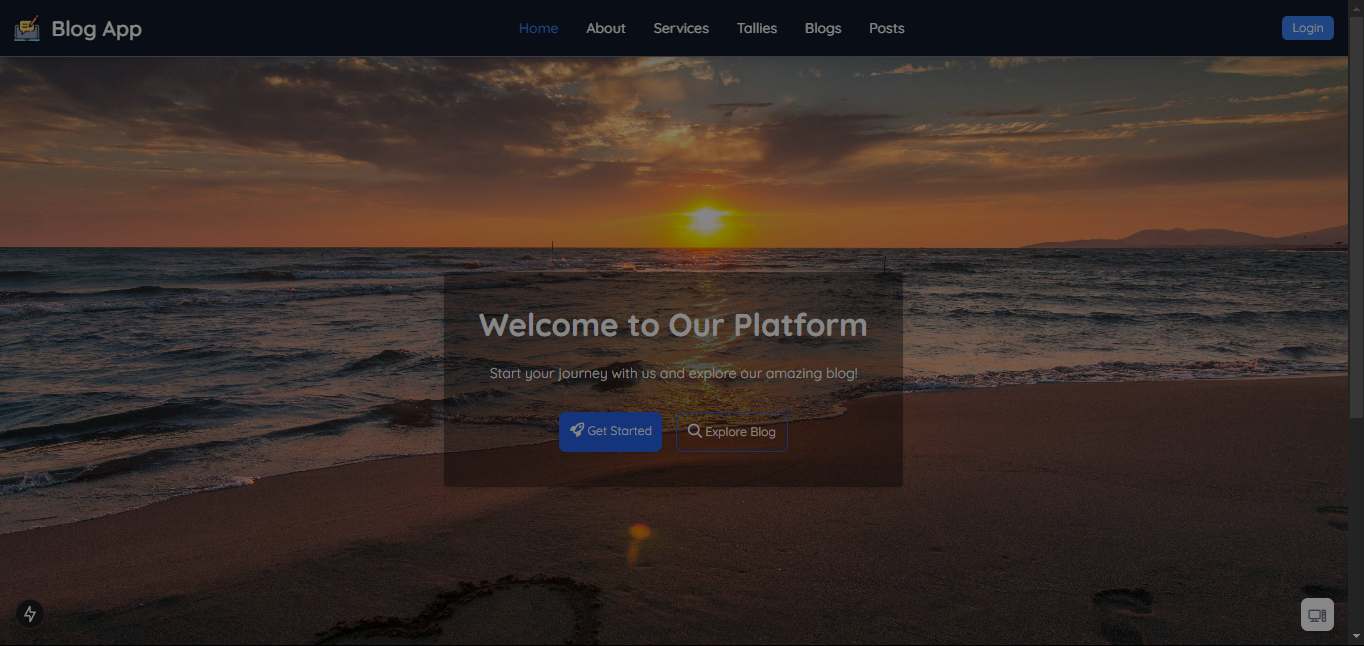 Blog App
Home About Services Tallies Blogs Posts
Login
Welcome to Our Platform
Start your journey with us and explore our amazing blog!
Get Started
Explore Blog